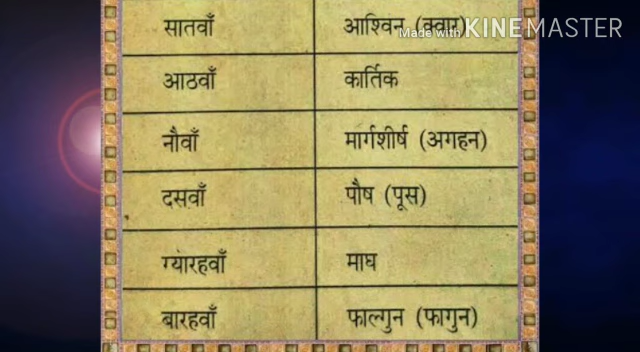 सातवाँ आश्विन (क्वार)
Made with KINEMASTER
आठवाँ कार्तिक
नौवाँ मार्गशीर्ष (अगहन)
दसवाँ पौष (पूस)
ग्यारहवाँ माघ
बारहवाँ फाल्गुन (फागुन)